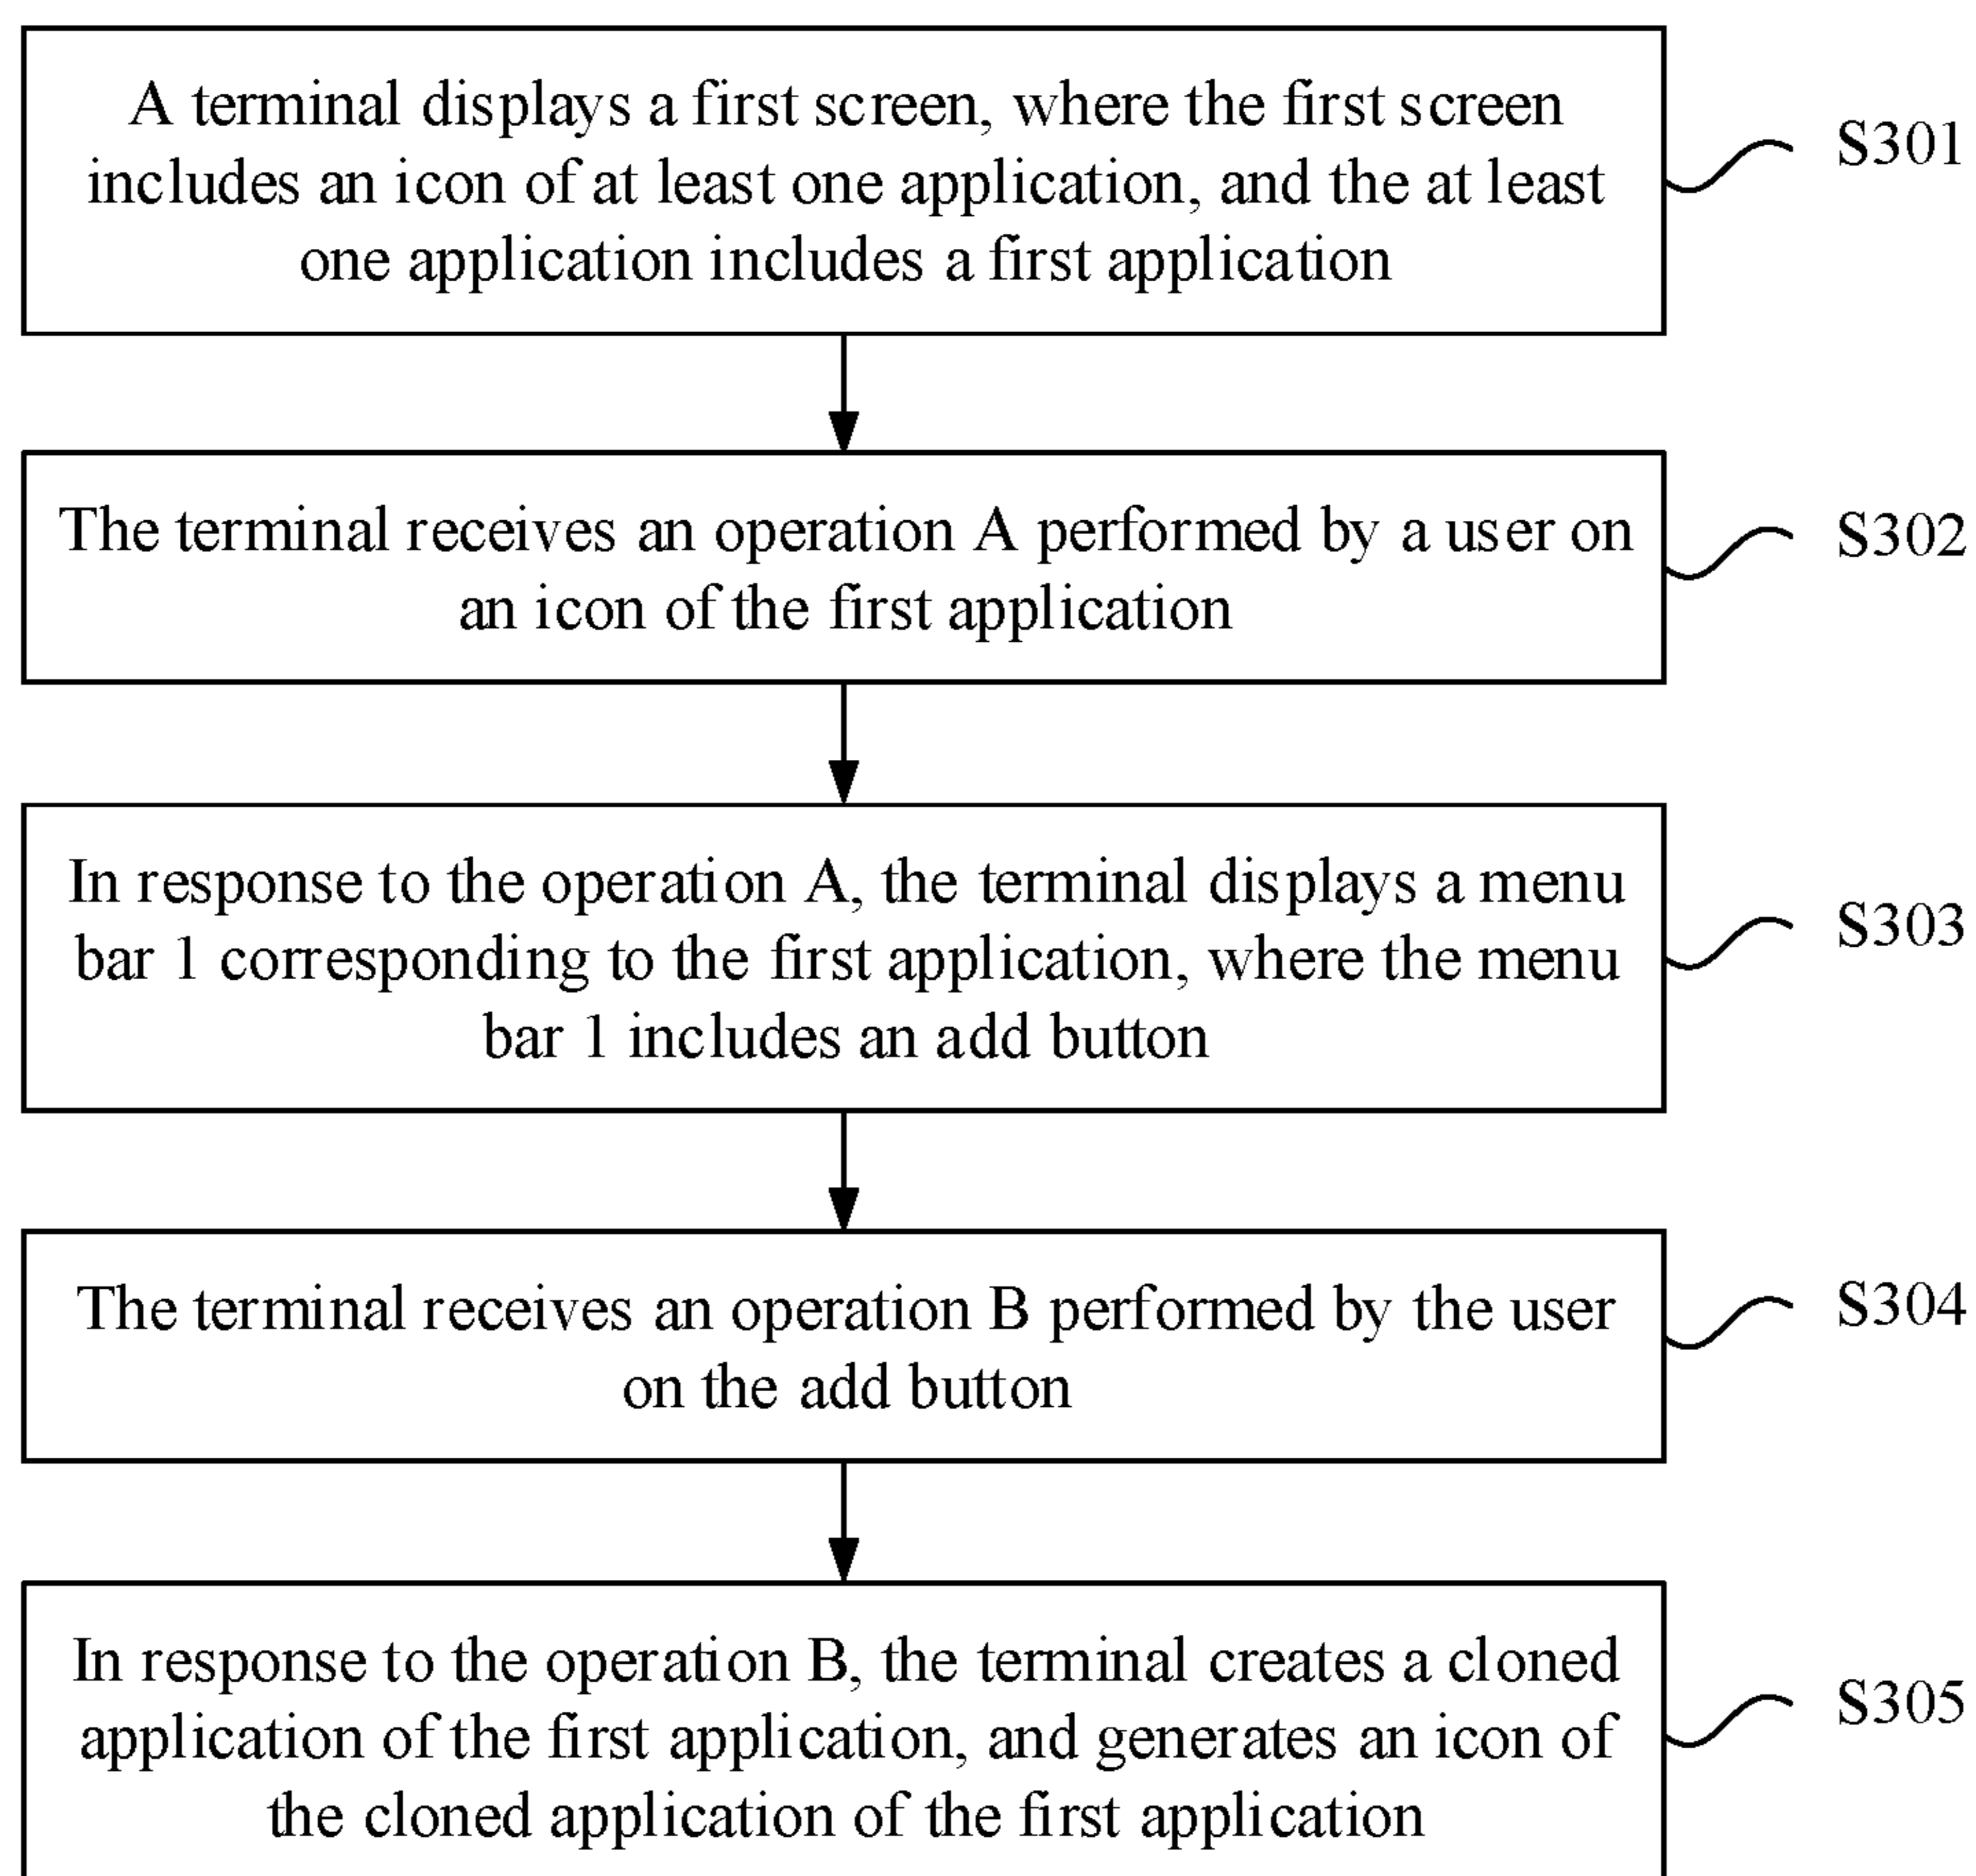 A terminal displays a first screen, where the first screen
includes an icon of at least one application, and the at least
one application includes a first application
S301
The terminal receives an operation A performed by a user on
an icon of the first application
S302
In response to the operation A, the terminal displays a menu
bar 1 corresponding to the first application, where the menu
bar 1 includes an add button
S303
The terminal receives an operation B performed by the user
on the add button
S304
In response to the operation B, the terminal creates a cloned
application of the first application, and generates an icon of
the cloned application of the first application
S305